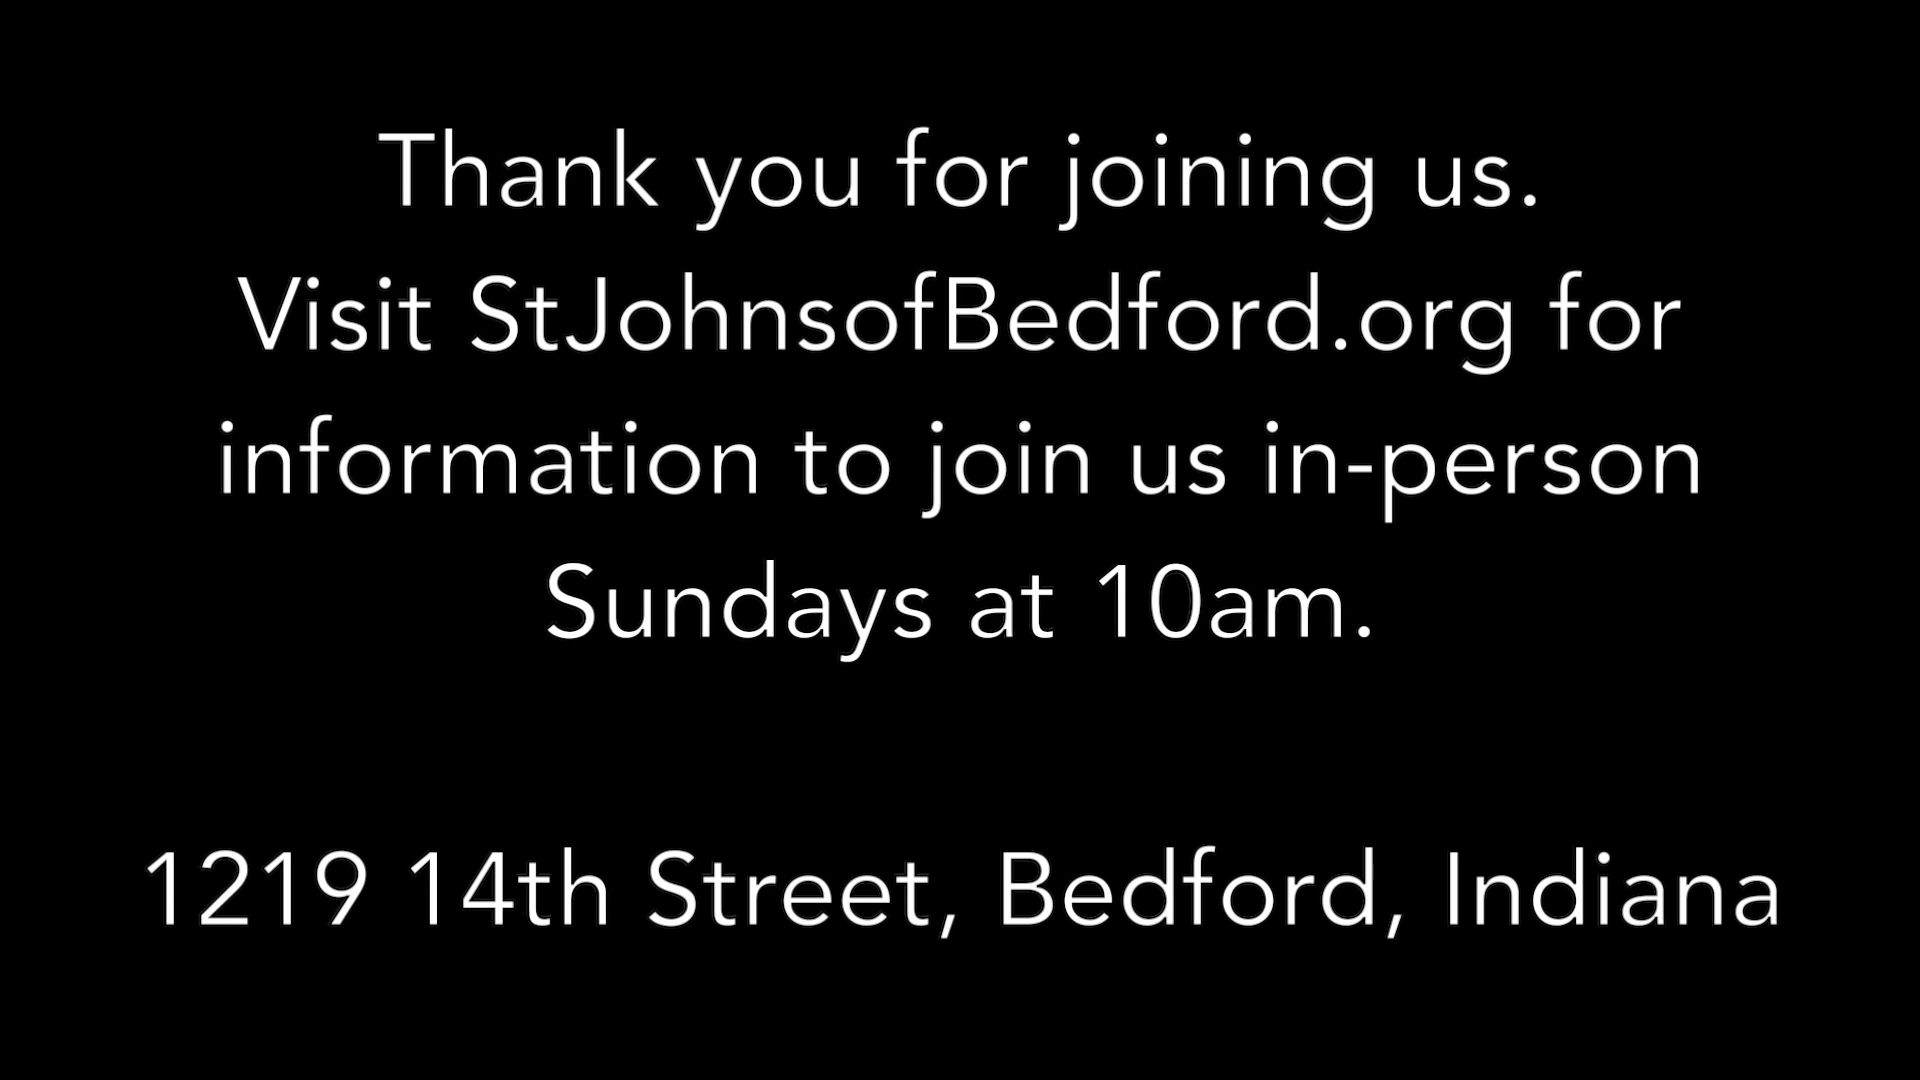 Thank you for joining us.
Visit StJohnsofBedford.org for
information to join us in-person
Sundays at 10am.
1219 14th Street, Bedford, Indiana